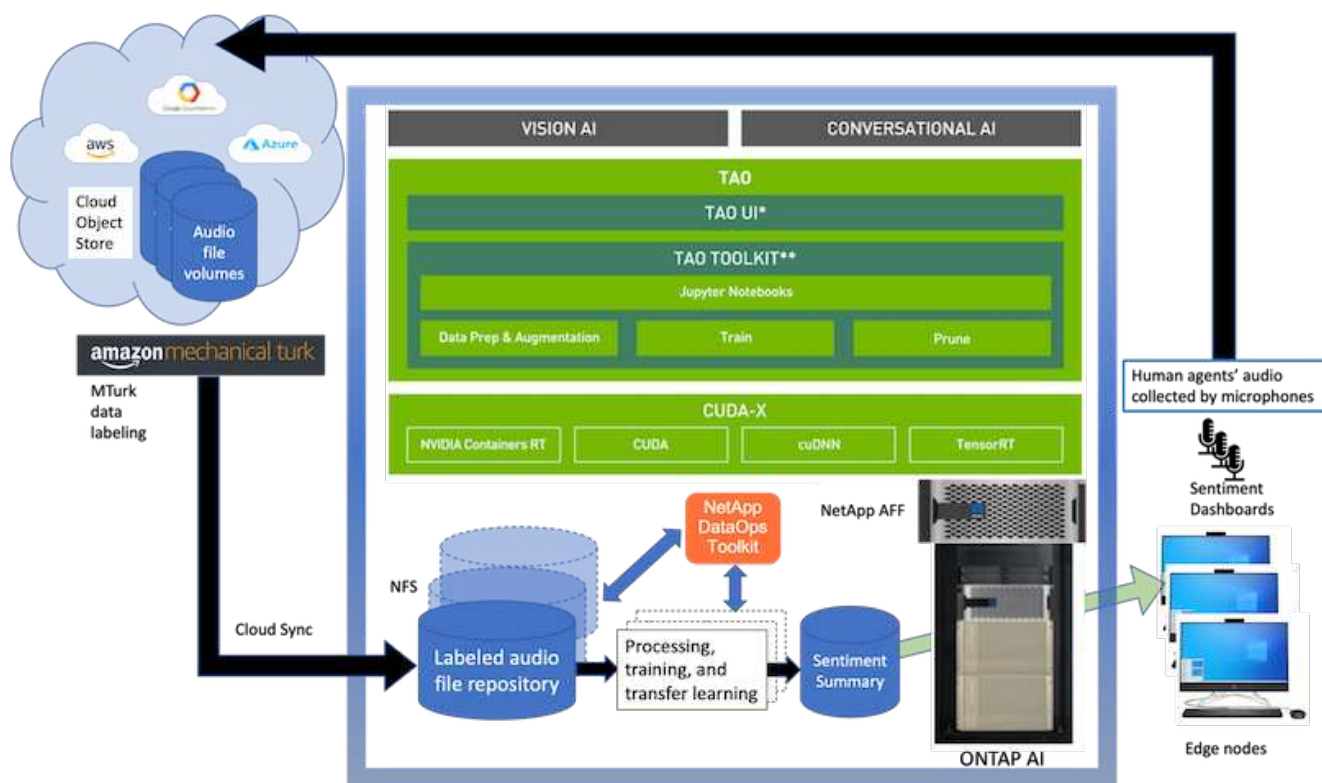 Google Cloud Platform
aws
Azure
Cloud
Object
Store
Audio
file
volumes
amazon mechanical turk
MTurk
data
labeling
Cloud Sync
VISION AI
CONVERSATIONAL AI
TAO
TAO UI*
TAO TOOLKIT**
Jupyter Notebooks
Data Prep & Augmentation
Train
Prune
CUDA-X
NVIDIA Containers RT
CUDA
cuDNN
TensorRT
NetApp
DataOps
Toolkit
NetApp AFF
NFS
Labeled audio
file repository
Processing,
training, and
transfer learning
Sentiment
Summary
ONTAP AI
Human agents' audio
collected by microphones
Sentiment
Dashboards
Edge nodes